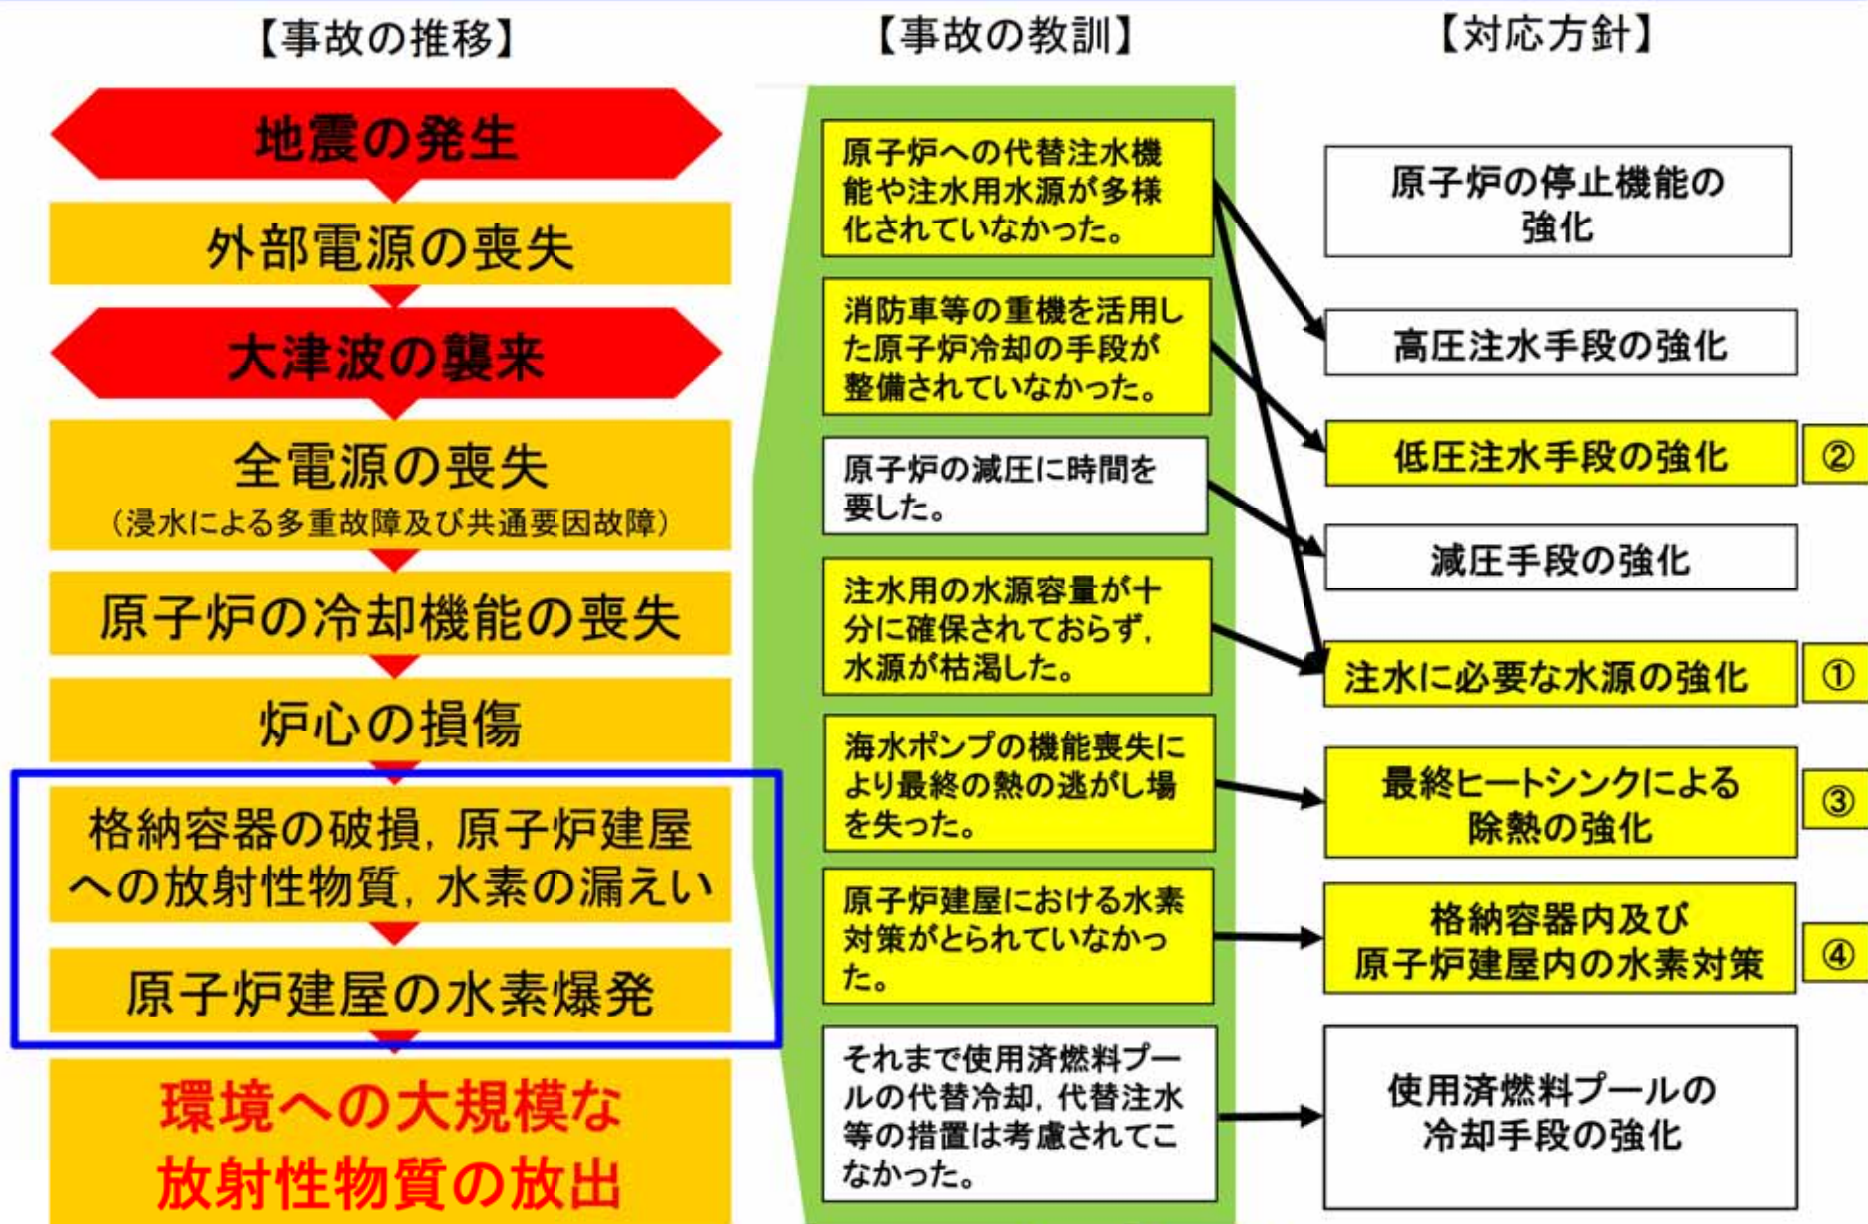 【事故の推移】
地震の発生
外部電源の喪失
大津波の襲来
全電源の喪失
（浸水による多重故障及び共通要因故障）
原子炉の冷却機能の喪失
炉心の損傷
格納容器の破損，原子炉建屋
への放射性物質，水素の漏えい
原子炉建屋の水素爆発
環境への大規模な
放射性物質の放出
【事故の教訓】
原子炉への代替注水機
能や注水用水源が多様
化されていなかった。
消防車等の重機を活用し
た原子炉冷却の手段が
整備されていなかった。
原子炉の減圧に時間を
要した。
注水用の水源容量が十
分に確保されておらず，
水源が枯渇した。
海水ポンプの機能喪失に
より最終の熱の逃がし場
を失った。
原子炉建屋における水素
対策がとられていなかっ
た。
それまで使用済燃料プー
ルの代替冷却，代替注水
等の措置は考慮されてこ
なかった。
【対応方針】
原子炉の停止機能の
強化
高圧注水手段の強化
低圧注水手段の強化
②
減圧手段の強化
注水に必要な水源の強化
①
最終ヒートシンクによる
除熱の強化
③
格納容器内及び
原子炉建屋内の水素対策
④
使用済燃料プールの
冷却手段の強化